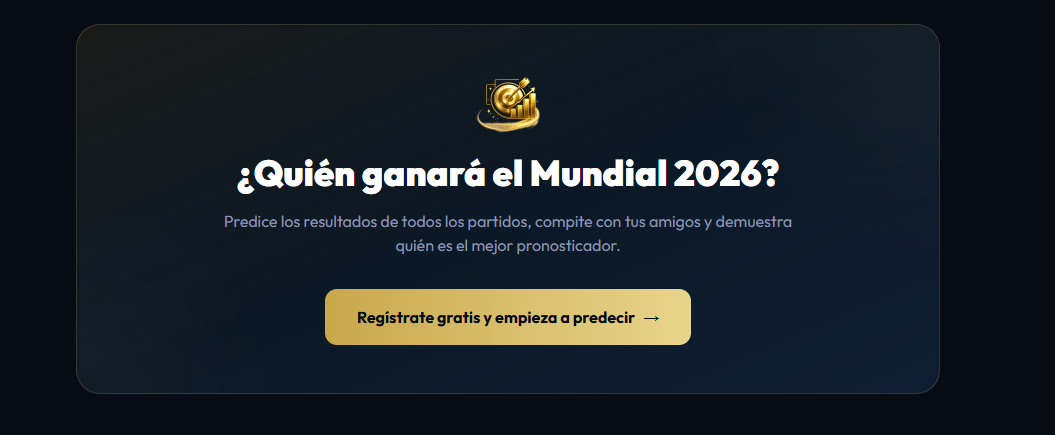 ¿Quién ganará el Mundial 2026?
Predice los resultados de todos los partidos, compite con tus amigos y demuestra
quién es el mejor pronosticador.
Regístrate gratis y empieza a predecir →